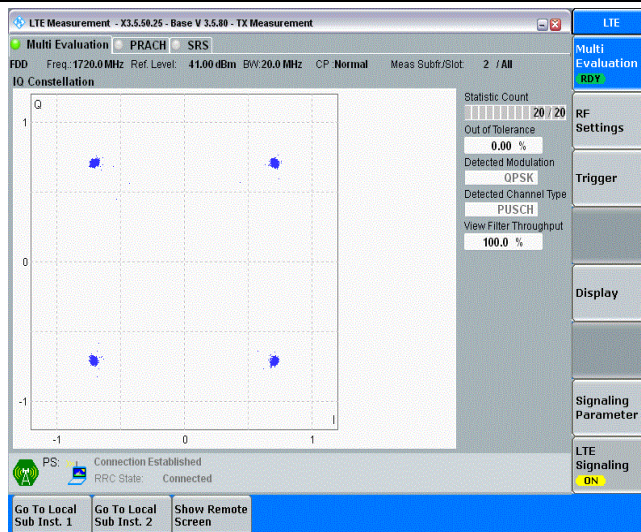 LTE Measurement - X3.5.50.25 - Base V 3.5.80 - TX Measurement
LTE
Multi Evaluation PRACH SRS
FDD Freq.:1720.0 MHz Ref. Level: 41.00 dBm BW:20.0 MHz CP :Normal Meas Subfr./Slot: 2 / All
IQ Constellation
Q
1
0
-1
-1 0 1
I
Statistic Count
20 / 20
Out of Tolerance
0.00 %
Detected Modulation
QPSK
Detected Channel Type
PUSCH
View Filter Throughput
100.0 %
Multi
Evaluation
RDY
RF
Settings
Trigger
Display
Signaling
Parameter
LTE
Signaling
ON
PS: Connection Established
RRC State: Connected
Go To Local
Sub Inst. 1
Go To Local
Sub Inst. 2
Show Remote
Screen